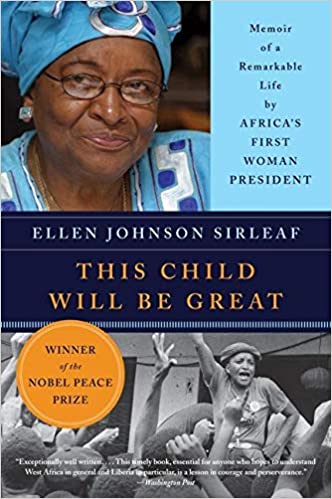 Memoir
of a
Remarkable
Life
by
AFRICA'S
FIRST
WOMAN
PRESIDENT
ELLEN JOHNSON SIRLEAF
THIS CHILD
WILL BE GREAT
WINNER
of the
NOBEL PEACE
PRIZE
"Exceptionally well written. . . . This timely book, essential for anyone who hopes to understand
West Africa in general and Liberia in particular, is a lesson in courage and perseverance."
Washington Post